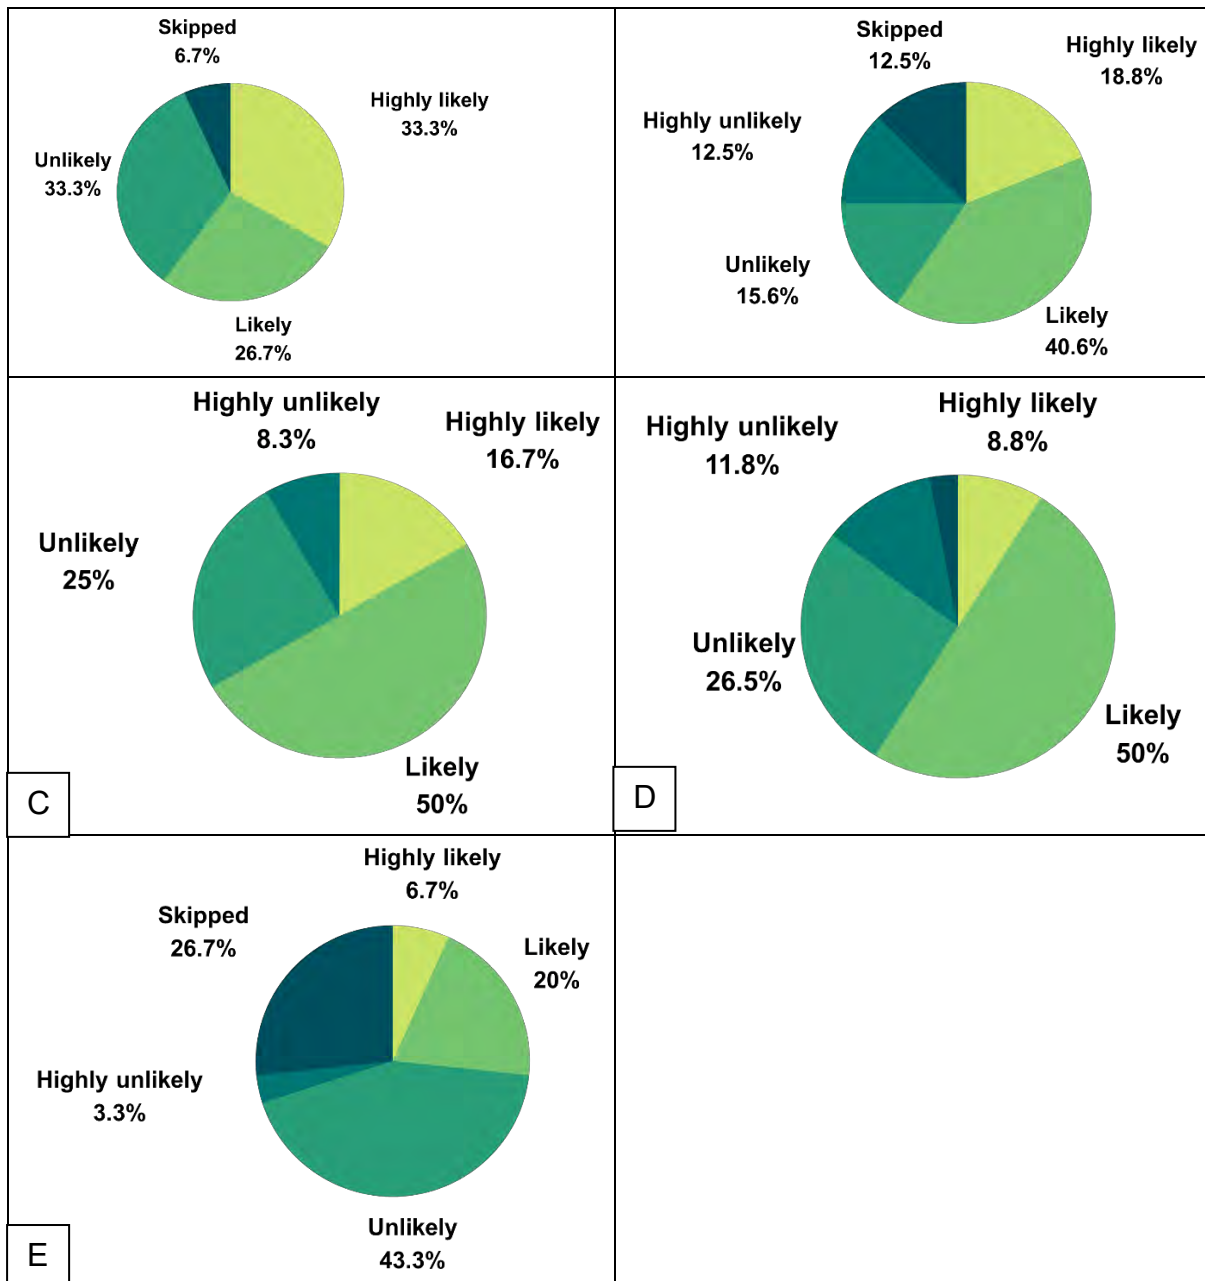 Skipped
6.7%
Highly likely
33.3%
Unlikely
33.3%
Likely
26.7%
Skipped
12.5%
Highly likely
18.8%
Highly unlikely
12.5%
Unlikely
15.6%
Likely
40.6%
Highly unlikely
8.3%
Highly likely
16.7%
Unlikely
25%
Likely
50%
C
Highly likely
8.8%
Highly unlikely
11.8%
Unlikely
26.5%
Likely
50%
D
Highly likely
6.7%
Skipped
26.7%
Likely
20%
Highly unlikely
3.3%
Unlikely
43.3%
E